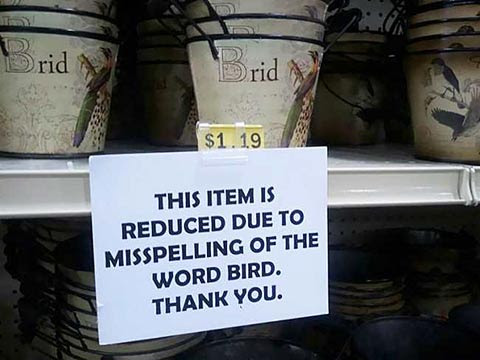 Brid
Brid
$1.19
THIS ITEM IS
REDUCED DUE TO
MISSPELLING OF THE
WORD BIRD.
THANK YOU.